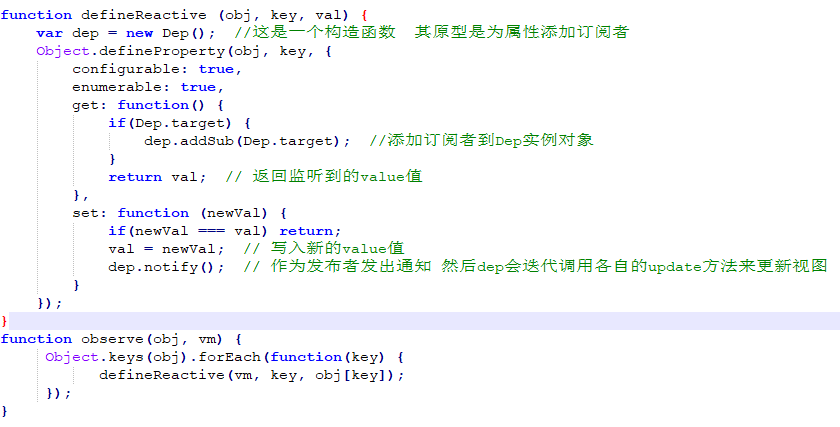 function defineReactive (obj, key, val) {
    var dep = new Dep();  //这是一个构造函数  其原型是为属性添加订阅者
    Object.defineProperty(obj, key, {
        configurable: true,
        enumerable: true,
        get: function() {
            if(Dep.target) {
                dep.addSub(Dep.target);  //添加订阅者到Dep实例对象
            }
            return val;  // 返回监听到的value值
        },
        set: function (newVal) {
            if(newVal === val) return;
            val = newVal;  // 写入新的value值
            dep.notify();  // 作为发布者发出通知 然后dep会迭代调用各自的update方法来更新视图
        }
    });
}
function observe(obj, vm) {
     Object.keys(obj).forEach(function(key) {
           defineReactive(vm, key, obj[key]);
     });
}